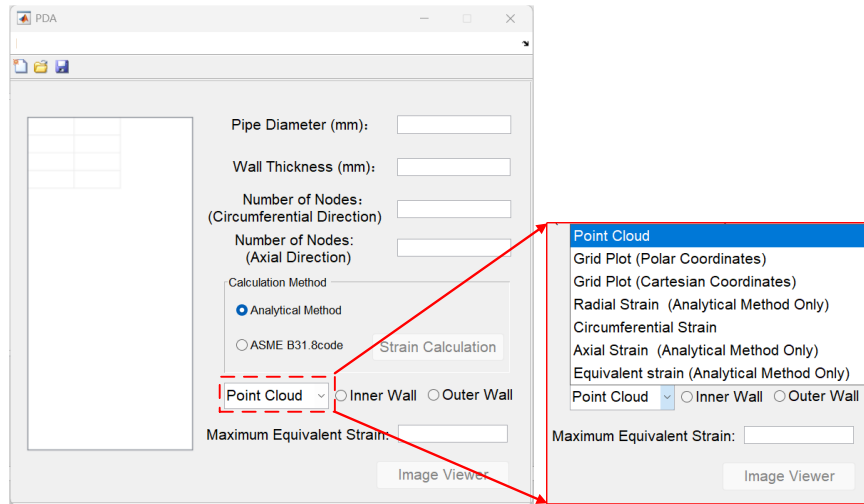 PDA
Pipe Diameter (mm):
Wall Thickness (mm):
Number of Nodes:
(Circumferential Direction)
Number of Nodes:
(Axial Direction)
Calculation Method
Analytical Method
ASME B31.8code
Strain Calculation
Point Cloud
Inner Wall
Outer Wall
Maximum Equivalent Strain:
Image Viewer
Point Cloud
Grid Plot (Polar Coordinates)
Grid Plot (Cartesian Coordinates)
Radial Strain (Analytical Method Only)
Circumferential Strain
Axial Strain (Analytical Method Only)
Equivalent strain (Analytical Method Only)
Point Cloud
Inner Wall
Outer Wall
Maximum Equivalent Strain:
Image Viewer